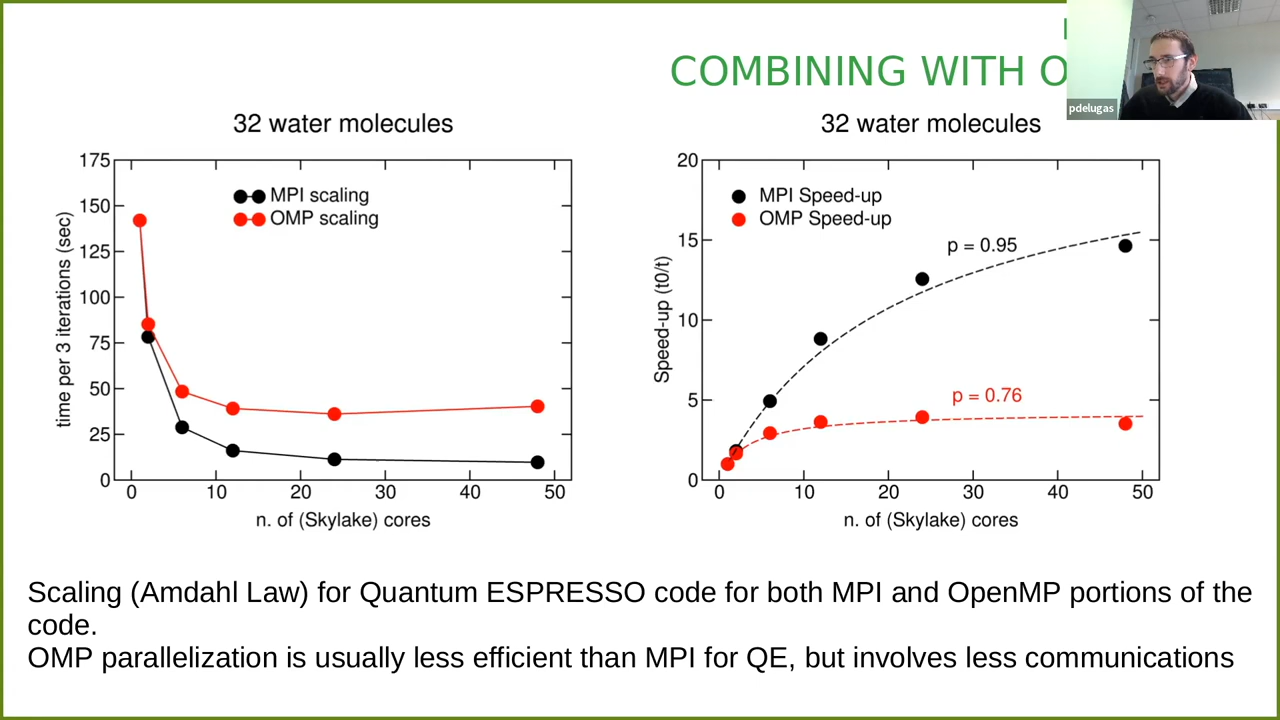 COMBINING WITH
pdelugas
32 water molecules
175
150
125
100
75
50
25
0
time per 3 iterations (sec)
MPI scaling
OMP scaling
0 10 20 30 40 50
n. of (Skylake) cores
32 water molecules
20
15
10
5
0
Speed-up (t0/t)
MPI Speed-up
OMP Speed-up
p = 0.95
p = 0.76
0 10 20 30 40 50
n. of (Skylake) cores
Scaling (Amdahl Law) for Quantum ESPRESSO code for both MPI and OpenMP portions of the
code.
OMP parallelization is usually less efficient than MPI for QE, but involves less communications